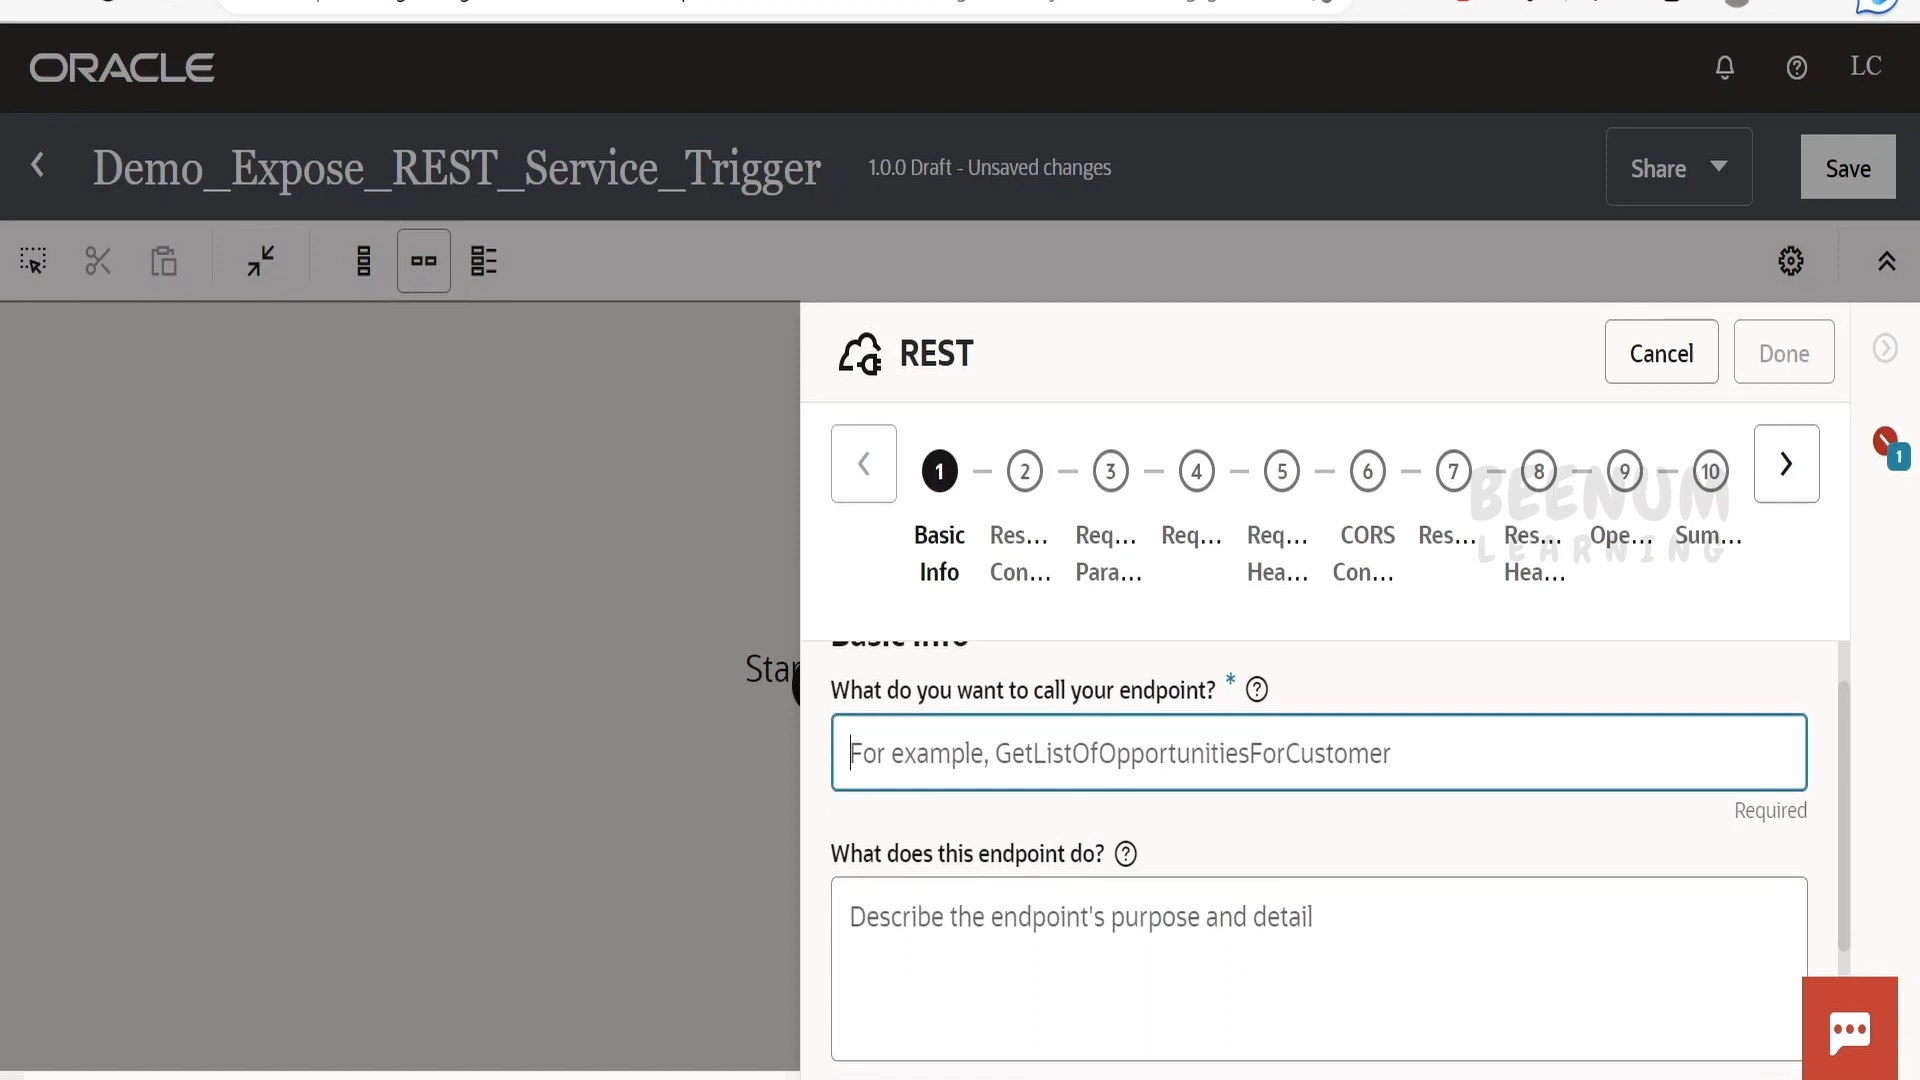 ORACLE
LC
Demo_Expose_REST_Service_Trigger
1.0.0 Draft - Unsaved changes
Share
Save
REST
Cancel
Done
1
2
3
4
5
6
7
8
9
10
1
BEENUM
LEARNING
Basic
Info
Res...
Con...
Req...
Para...
Req...
Req...
Hea...
CORS
Con...
Res...
Res...
Hea...
Ope...
Sum...
Basic Info
Star
What do you want to call your endpoint? *
For example, GetListOfOpportunitiesForCustomer
Required
What does this endpoint do?
Describe the endpoint's purpose and detail